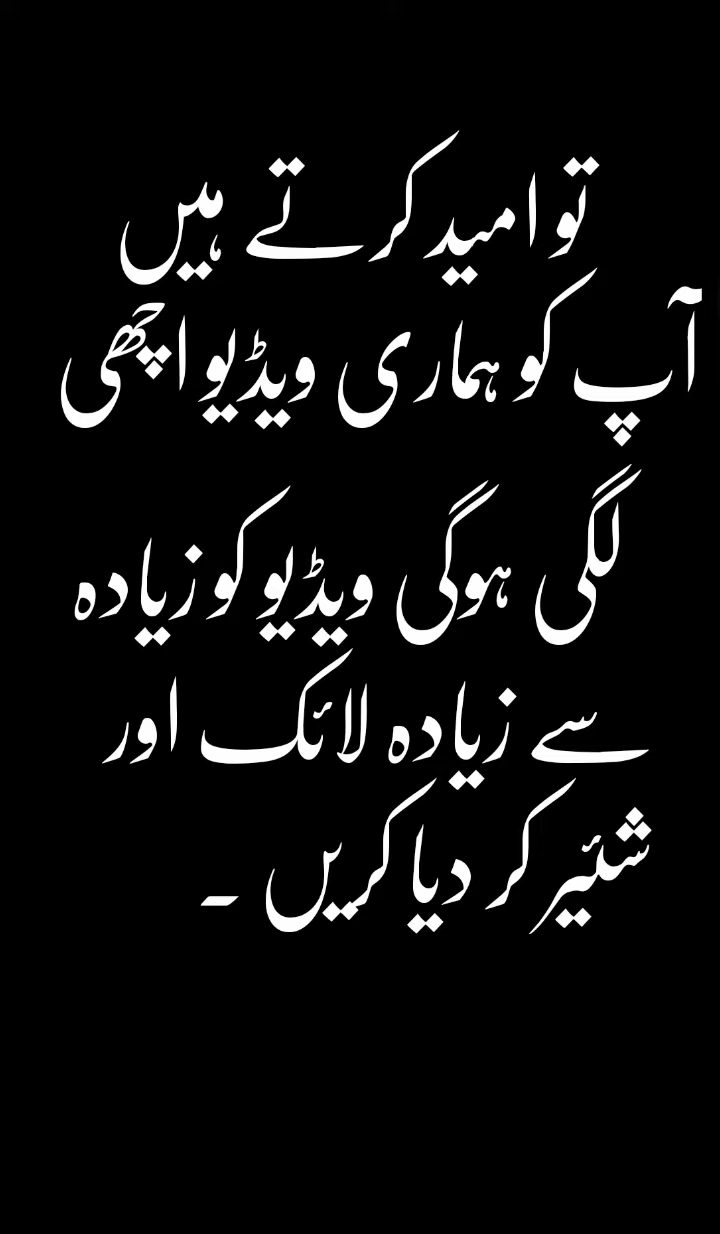 تو امید کرتے ہیں
آپ کو ہماری ویڈیو اچھی
لگی ہوگی ویڈیو کو زیادہ
سے زیادہ لائک اور
شئیر کر دیا کریں ۔